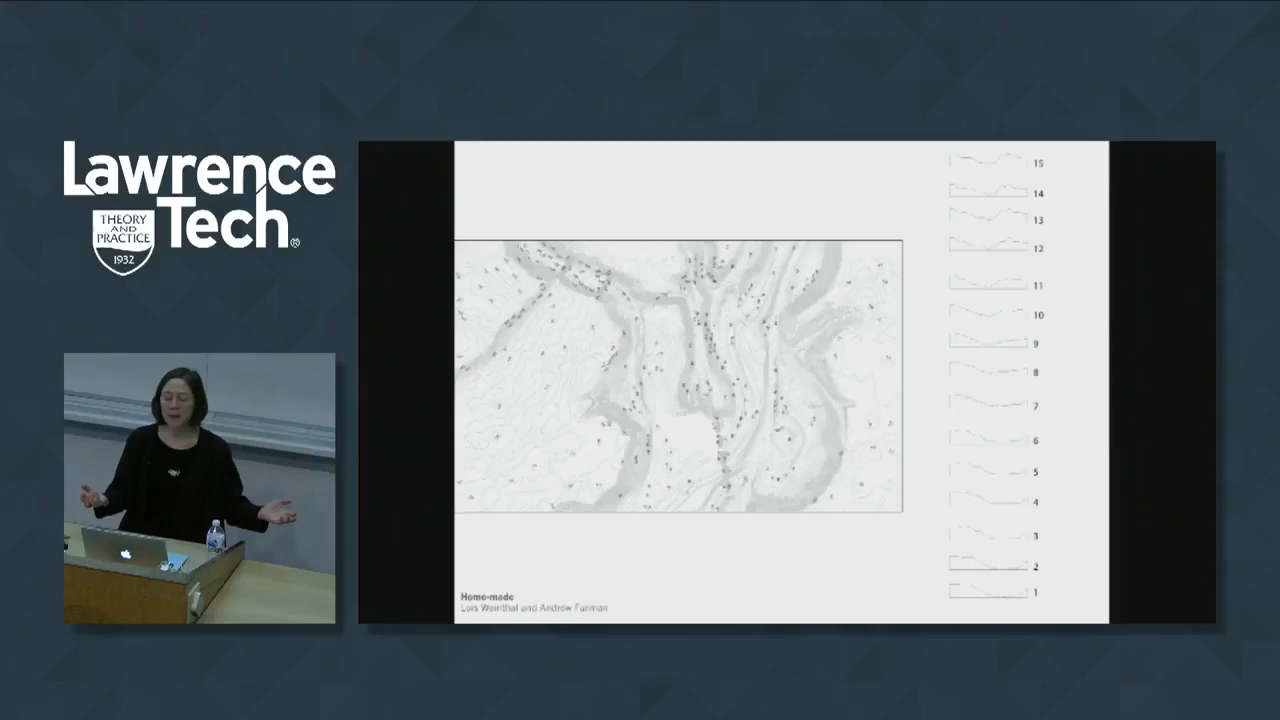 Lawrence
Tech®
THEORY
AND
PRACTICE
1932
15
14
13
12
11
10
9
8
7
6
5
4
3
2
1
Home-made
Lois Weinthal and Andrew Furman